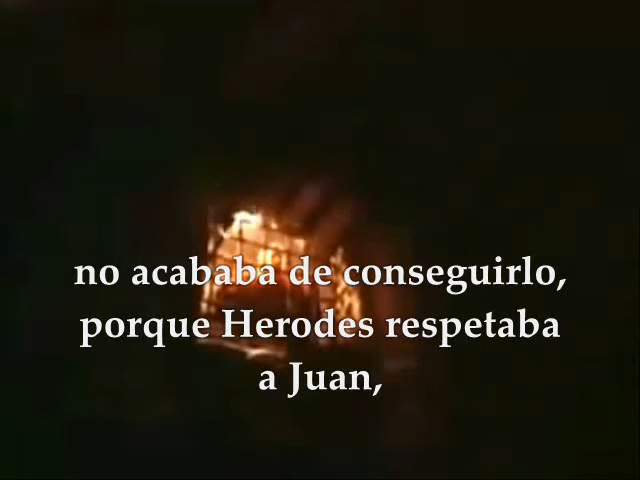 no acababa de conseguirlo,
porque Herodes respetaba
a Juan,